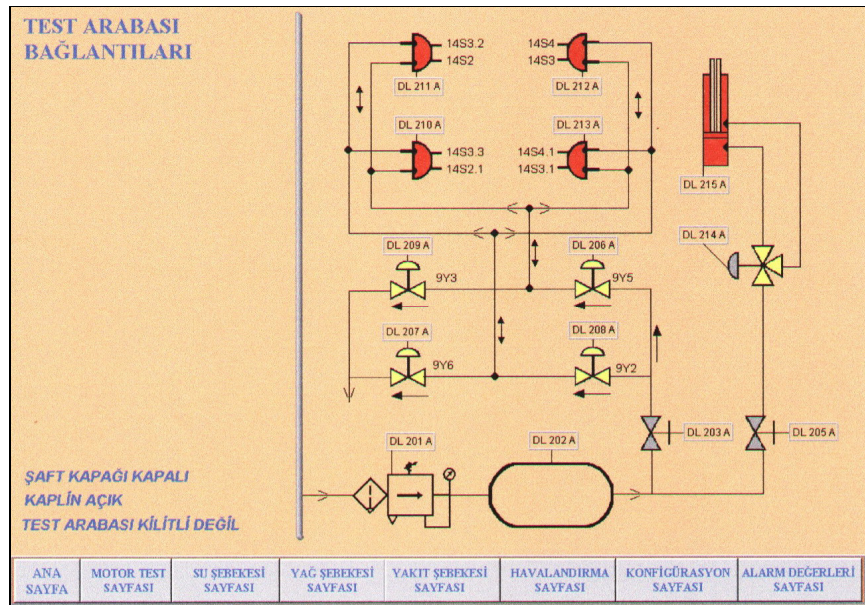 TEST ARABASI
BAĞLANTILARI
14S3.2
14S2
DL 211 A
14S4
14S3
DL 212 A
DL 210 A
14S3.3
14S2.1
DL 213 A
14S4.1
14S3.1
DL 215 A
DL 214 A
DL 209 A
9Y3
DL 206 A
9Y5
DL 207 A
9Y6
DL 208 A
9Y2
DL 201 A
DL 202 A
DL 203 A
DL 205 A
ŞAFT KAPAĞI KAPALI
KAPLİN AÇIK
TEST ARABASI KİLİTLİ DEĞİL
ANA
SAYFA
MOTOR TEST
SAYFASI
SU ŞEBEKESİ
SAYFASI
YAĞ ŞEBEKESİ
SAYFASI
YAKIT ŞEBEKESİ
SAYFASI
HAVALANDIRMA
SAYFASI
KONFİGÜRASYON
SAYFASI
ALARM DEĞERLERİ
SAYFASI